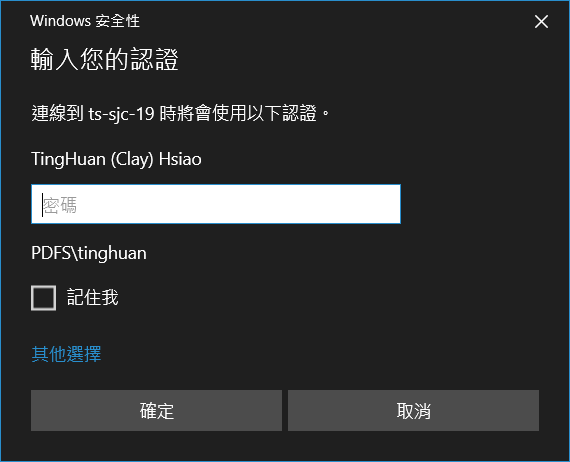 Windows 安全性
輸入您的認證
連線到 ts-sjc-19 時將會使用以下認證。
TingHuan (Clay) Hsiao
密碼
PDFS\tinghuan
記住我
其他選擇
確定
取消